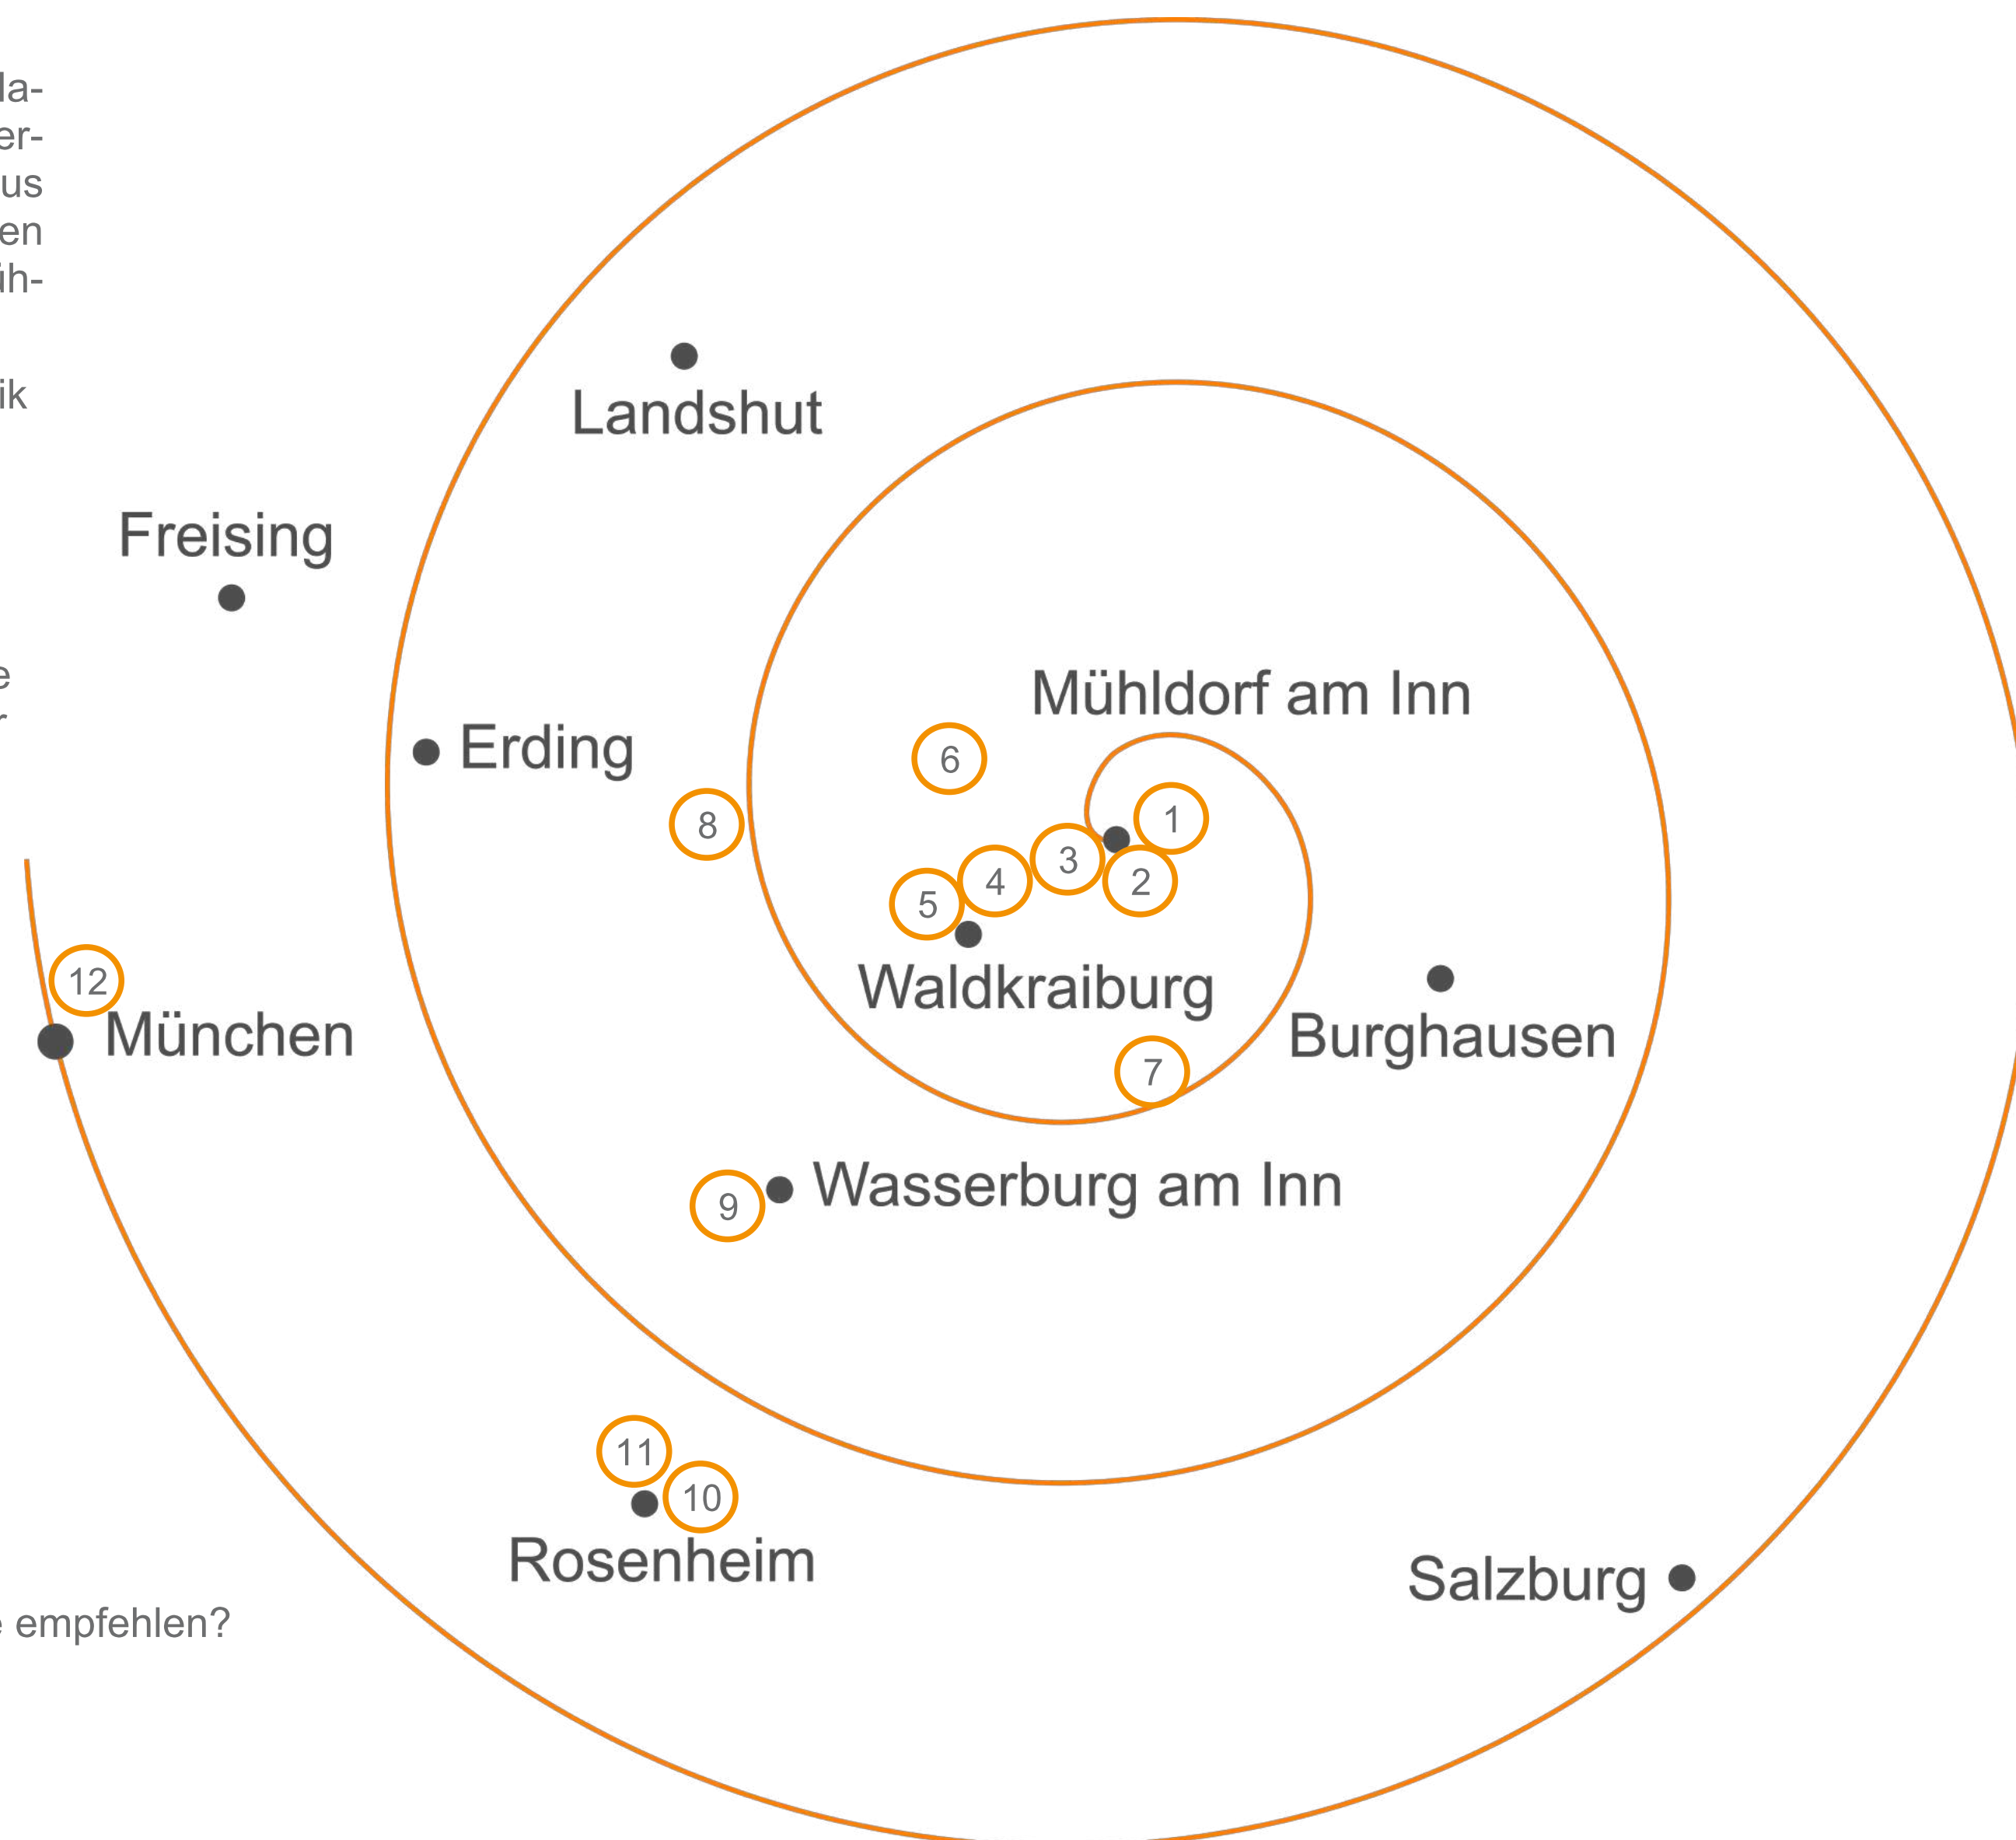 la-
er-
us
en
üh-
ik
Landshut
Freising
e
r
Mühldorf am Inn
Erding
6
8
1
3
2
4
5
Waldkraiburg
12
München
Burghausen
7
Wasserburg am Inn
9
11
10
Rosenheim
Salzburg
e empfehlen?